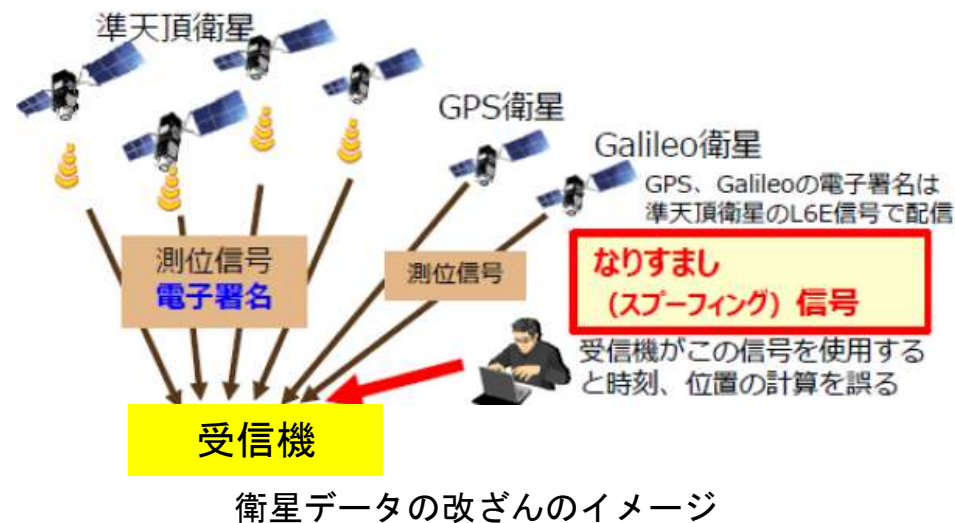 準天頂衛星
GPS衛星
Galileo衛星
GPS、Galileoの電子署名は
準天頂衛星のL6E信号で配信
測位信号
電子署名
測位信号
なりすまし
(スプーフィング) 信号
受信機がこの信号を使用する
と時刻、位置の計算を誤る
受信機
衛星データの改ざんのイメージ